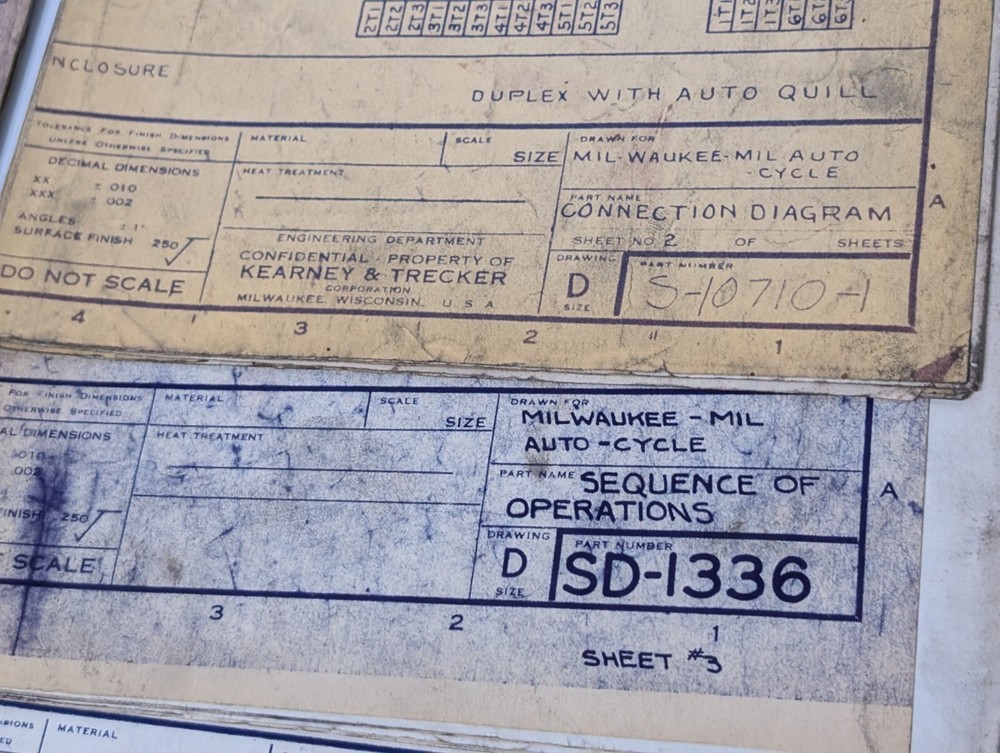 2T1 2T2 2T3 3T1 3T2 3T3 4T1 4T2 4T3 5T1 5T2 5T3
1T1 1T2 1T3
NCLOSURE
DUPLEX WITH AUTO QUILL
TOLERANCE FOR FINISH DIMENSIONS
UNLESS OTHERWISE SPECIFIED
DECIMAL DIMENSIONS
XX ± 010
XXX ± 002
ANGLES ± 1°
SURFACE FINISH 250
DO NOT SCALE
MATERIAL
SCALE
SIZE
HEAT TREATMENT
ENGINEERING DEPARTMENT
CONFIDENTIAL - PROPERTY OF
KEARNEY & TRECKER
CORPORATION
MILWAUKEE, WISCONSIN, U S A
DRAWN FOR
MIL-WAUKEE-MIL AUTO
-CYCLE
PART NAME
CONNECTION DIAGRAM
SHEET NO 2 OF SHEETS
DRAWING
D
SIZE
PART NUMBER
S-10710-1
A
4 3 2 11 1
FOR FINISH DIMENSIONS
OTHERWISE SPECIFIED
AL DIMENSIONS
010
002
FINISH 250
SCALE
MATERIAL
SCALE
SIZE
HEAT TREATMENT
DRAWN FOR
MILWAUKEE - MIL
AUTO - CYCLE
PART NAME
SEQUENCE OF
OPERATIONS
DRAWING
D
SIZE
PART NUMBER
SD-1336
A
3 2 1
SHEET #3
MATERIAL